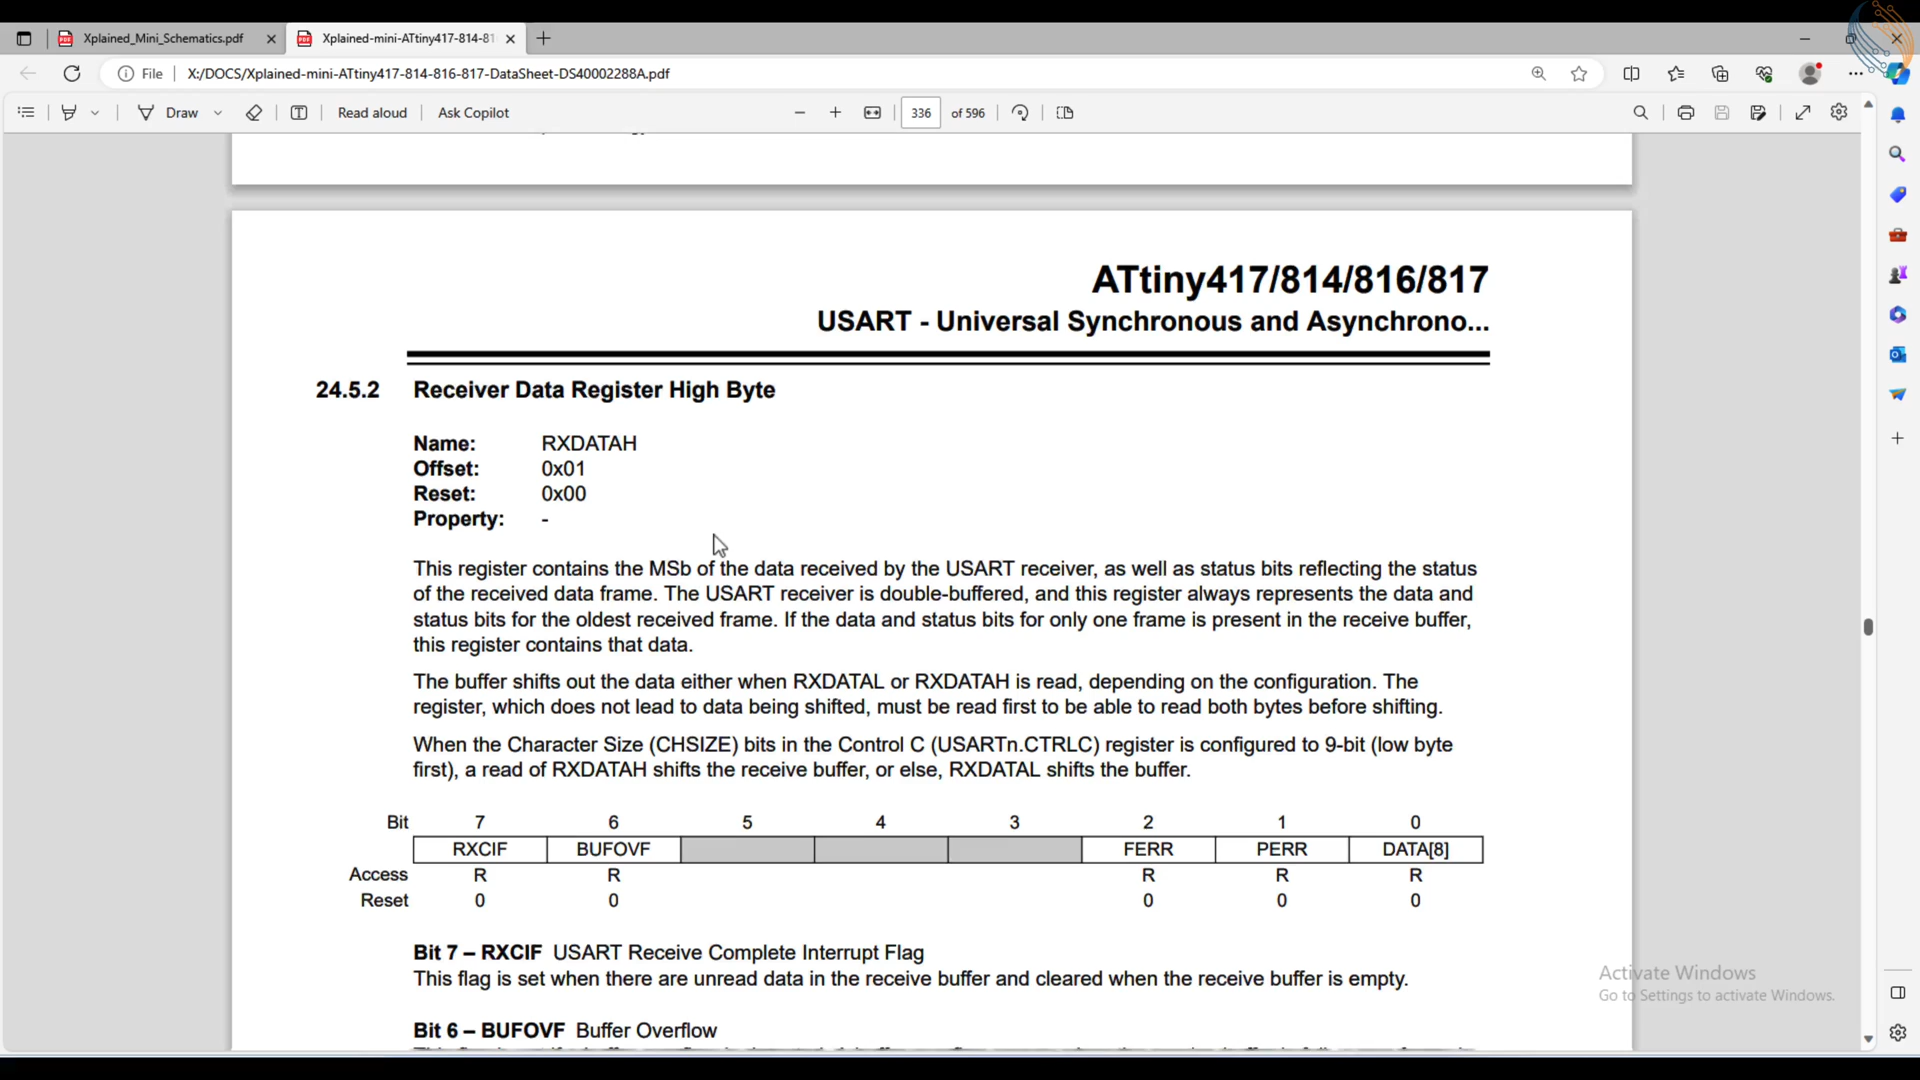 Xplained_Mini_Schematics.pdf
Xplained-mini-ATtiny417-814-81
File
X:/DOCS/Xplained-mini-ATtiny417-814-816-817-DataSheet-DS40002288A.pdf
Draw
Read aloud
Ask Copilot
336
of 596
ATtiny417/814/816/817
USART - Universal Synchronous and Asynchrono...
24.5.2 Receiver Data Register High Byte
Name: RXDATAH
Offset: 0x01
Reset: 0x00
Property: -
This register contains the MSb of the data received by the USART receiver, as well as status bits reflecting the status
of the received data frame. The USART receiver is double-buffered, and this register always represents the data and
status bits for the oldest received frame. If the data and status bits for only one frame is present in the receive buffer,
this register contains that data.
The buffer shifts out the data either when RXDATAL or RXDATAH is read, depending on the configuration. The
register, which does not lead to data being shifted, must be read first to be able to read both bytes before shifting.
When the Character Size (CHSIZE) bits in the Control C (USARTn.CTRLC) register is configured to 9-bit (low byte
first), a read of RXDATAH shifts the receive buffer, or else, RXDATAL shifts the buffer.
Bit 7 6 5 4 3 2 1 0
RXCIF BUFOVF FERR PERR DATA[8]
Access R R R R R
Reset 0 0 0 0 0
Bit 7 – RXCIF USART Receive Complete Interrupt Flag
This flag is set when there are unread data in the receive buffer and cleared when the receive buffer is empty.
Bit 6 – BUFOVF Buffer Overflow
Activate Windows
Go to Settings to activate Windows.